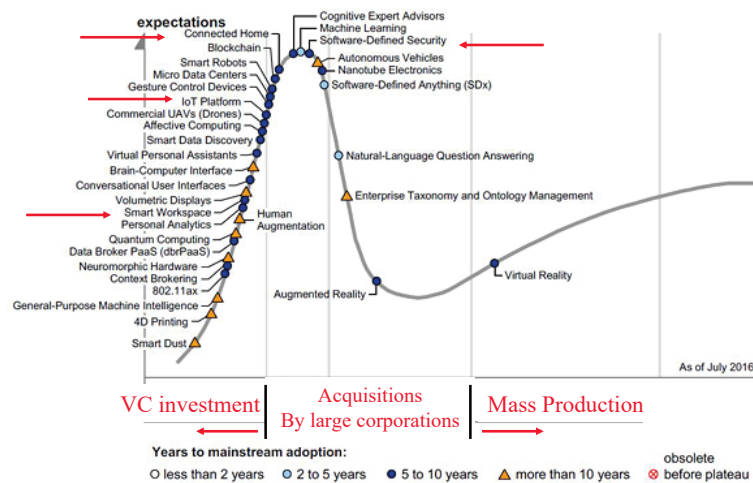 expectations
Connected Home
Blockchain
Smart Robots
Micro Data Centers
Gesture Control Devices
IoT Platform
Commercial UAVs (Drones)
Affective Computing
Smart Data Discovery
Virtual Personal Assistants
Brain-Computer Interface
Conversational User Interfaces
Volumetric Displays
Smart Workspace
Personal Analytics
Quantum Computing
Data Broker PaaS (dbrPaaS)
Neuromorphic Hardware
Context Brokering
802.11ax
General-Purpose Machine Intelligence
4D Printing
Smart Dust
Human
Augmentation
Cognitive Expert Advisors
Machine Learning
Software-Defined Security
Autonomous Vehicles
Nanotube Electronics
Software-Defined Anything (SDx)
Natural-Language Question Answering
Enterprise Taxonomy and Ontology Management
Augmented Reality
Virtual Reality
As of July 2016
VC investment
Acquisitions
By large corporations
Mass Production
Years to mainstream adoption:
less than 2 years
2 to 5 years
5 to 10 years
more than 10 years
obsolete
before plateau